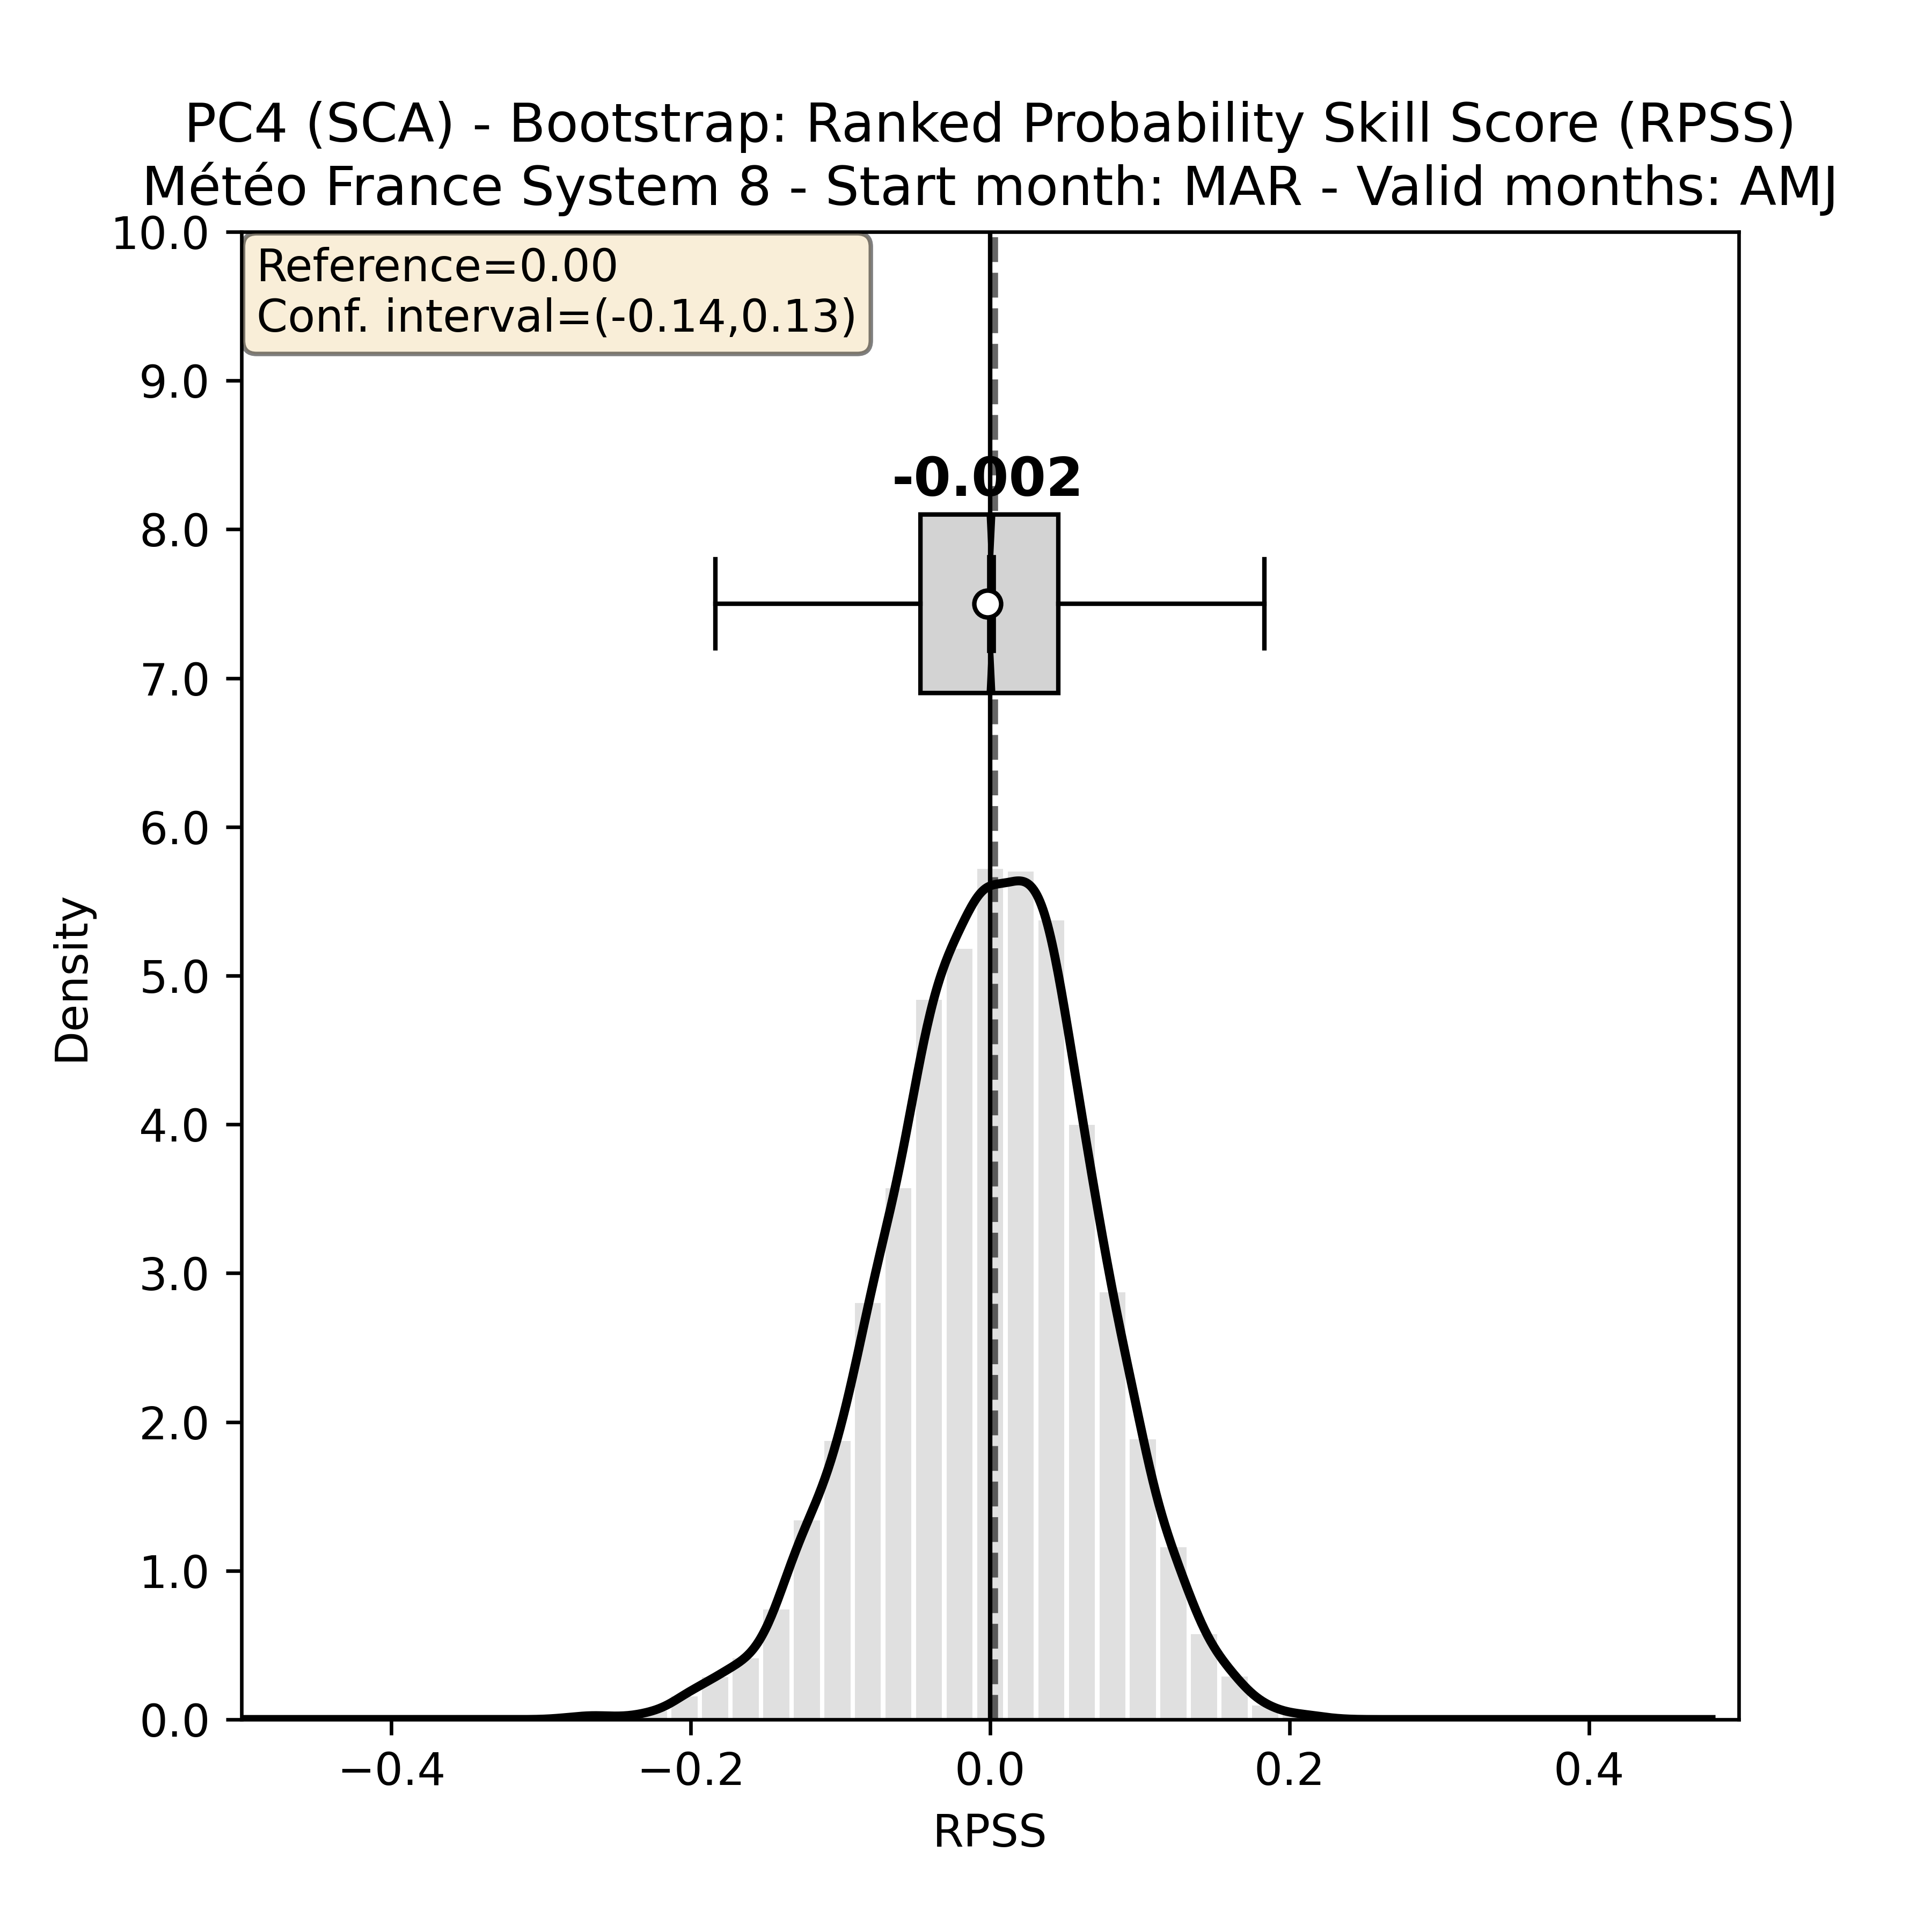 PC4 (SCA) - Bootstrap: Ranked Probability Skill Score (RPSS)
Météo France System 8 - Start month: MAR - Valid months: AMJ
Reference=0.00
Conf. interval=(-0.14,0.13)
-0.002
10.0
9.0
8.0
7.0
6.0
5.0
4.0
3.0
2.0
1.0
0.0
Density
−0.4 −0.2 0.0 0.2 0.4
RPSS